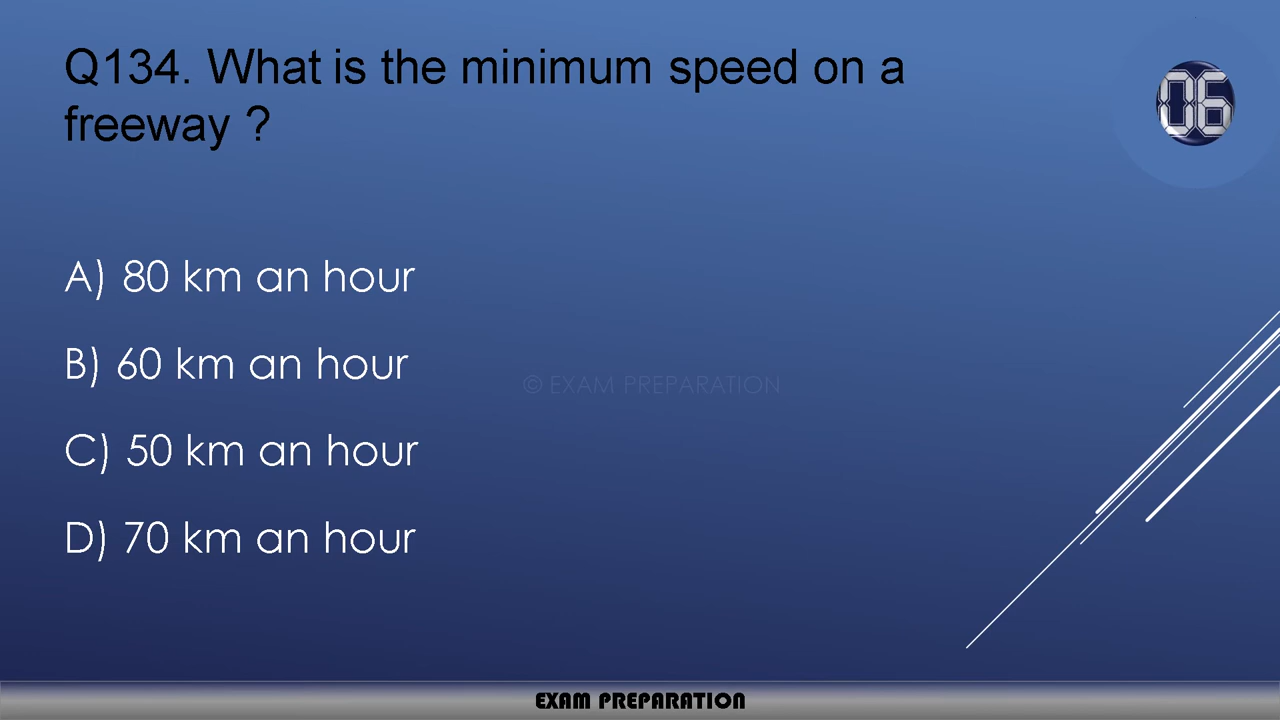 Q134. What is the minimum speed on a
freeway ?
06
A) 80 km an hour
B) 60 km an hour
© EXAM PREPARATION
C) 50 km an hour
D) 70 km an hour
EXAM PREPARATION